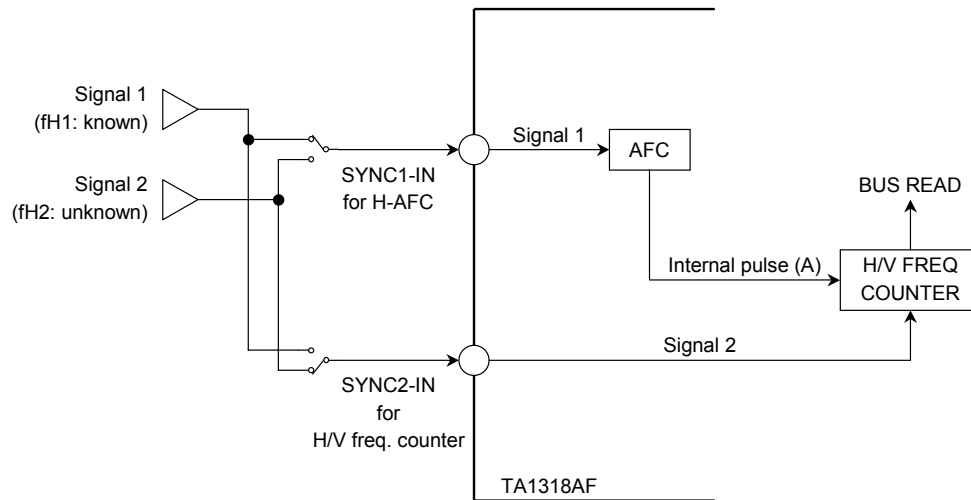 Signal 1
(fH1: known)
Signal 2
(fH2: unknown)
SYNC1-IN
for H-AFC
Signal 1
AFC
BUS READ
Internal pulse (A)
H/V FREQ
COUNTER
SYNC2-IN
for
H/V freq. counter
Signal 2
TA1318AF